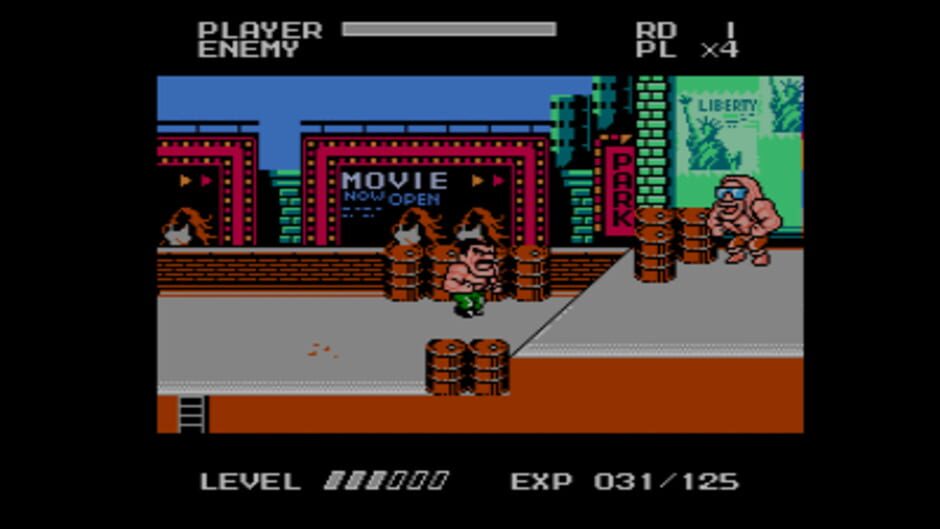 PLAYER
ENEMY
RD 1
PL x4
LIBERTY
MOVIE
NOW OPEN
PARK
LEVEL
EXP 031/125